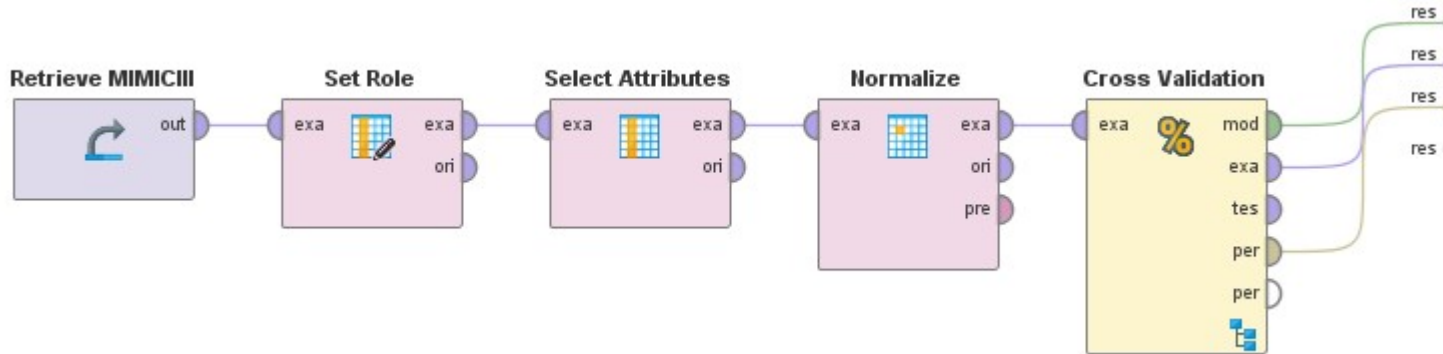 res
res
res
res
Retrieve MIMICIII
out
Set Role
exa exa
ori
Select Attributes
exa exa
ori
Normalize
exa exa
ori
pre
Cross Validation
exa % mod
exa
tes
per
per